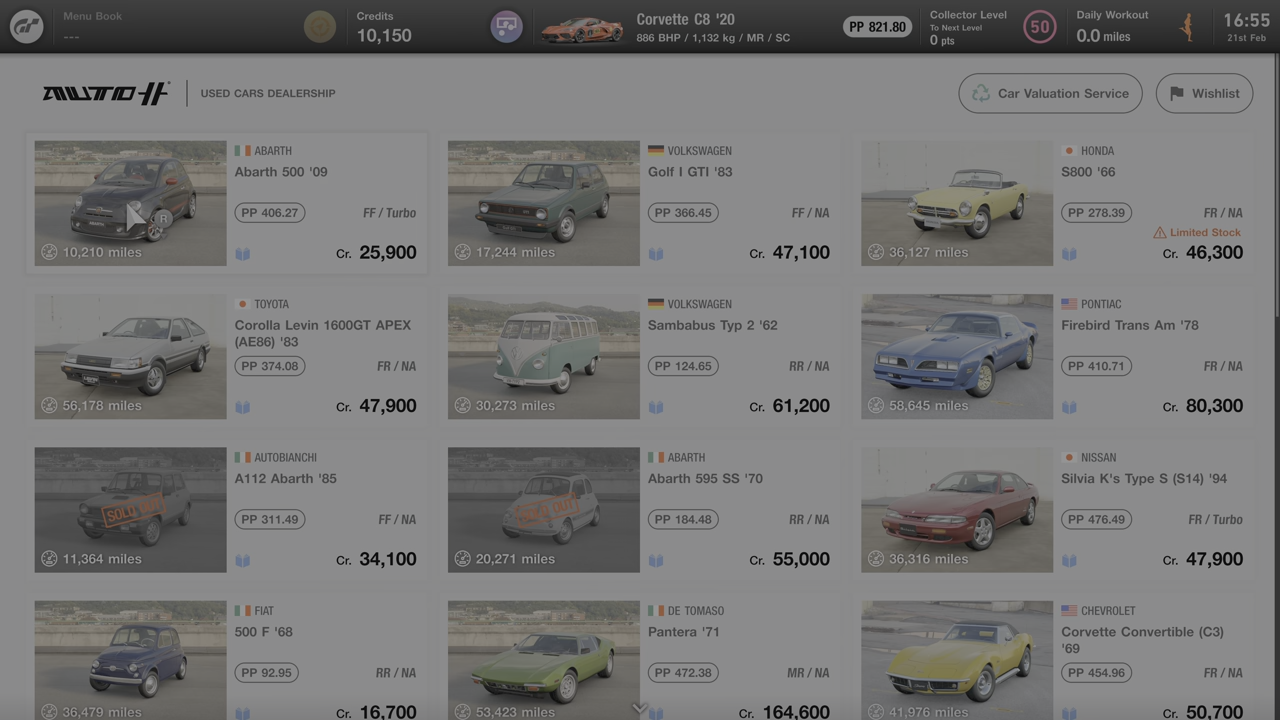 Menu Book
---
Credits
10,150
Corvette C8 '20
886 BHP / 1,132 kg / MR / SC
PP 821.80
Collector Level
To Next Level
0 pts
50
Daily Workout
0.0 miles
16:55
21st Feb
AUTO
USED CARS DEALERSHIP
Car Valuation Service
Wishlist
ABARTH
Abarth 500 '09
PP 406.27
FF / Turbo
R
10,210 miles
Cr. 25,900
VOLKSWAGEN
Golf I GTI '83
PP 366.45
FF / NA
17,244 miles
Cr. 47,100
HONDA
S800 '66
PP 278.39
FR / NA
Limited Stock
36,127 miles
Cr. 46,300
TOYOTA
Corolla Levin 1600GT APEX
(AE86) '83
PP 374.08
FR / NA
56,178 miles
Cr. 47,900
VOLKSWAGEN
Sambabus Typ 2 '62
PP 124.65
RR / NA
30,273 miles
Cr. 61,200
PONTIAC
Firebird Trans Am '78
PP 410.71
FR / NA
58,645 miles
Cr. 80,300
AUTOBIANCHI
A112 Abarth '85
PP 311.49
FF / NA
SOLD OUT
11,364 miles
Cr. 34,100
ABARTH
Abarth 595 SS '70
PP 184.48
RR / NA
SOLD OUT
20,271 miles
Cr. 55,000
NISSAN
Silvia K's Type S (S14) '94
PP 476.49
FR / Turbo
36,316 miles
Cr. 47,900
FIAT
500 F '68
PP 92.95
RR / NA
36,479 miles
Cr. 16,700
DE TOMASO
Pantera '71
PP 472.38
MR / NA
53,423 miles
Cr. 164,600
CHEVROLET
Corvette Convertible (C3)
'69
PP 454.96
FR / NA
41,976 miles
Cr. 50,700